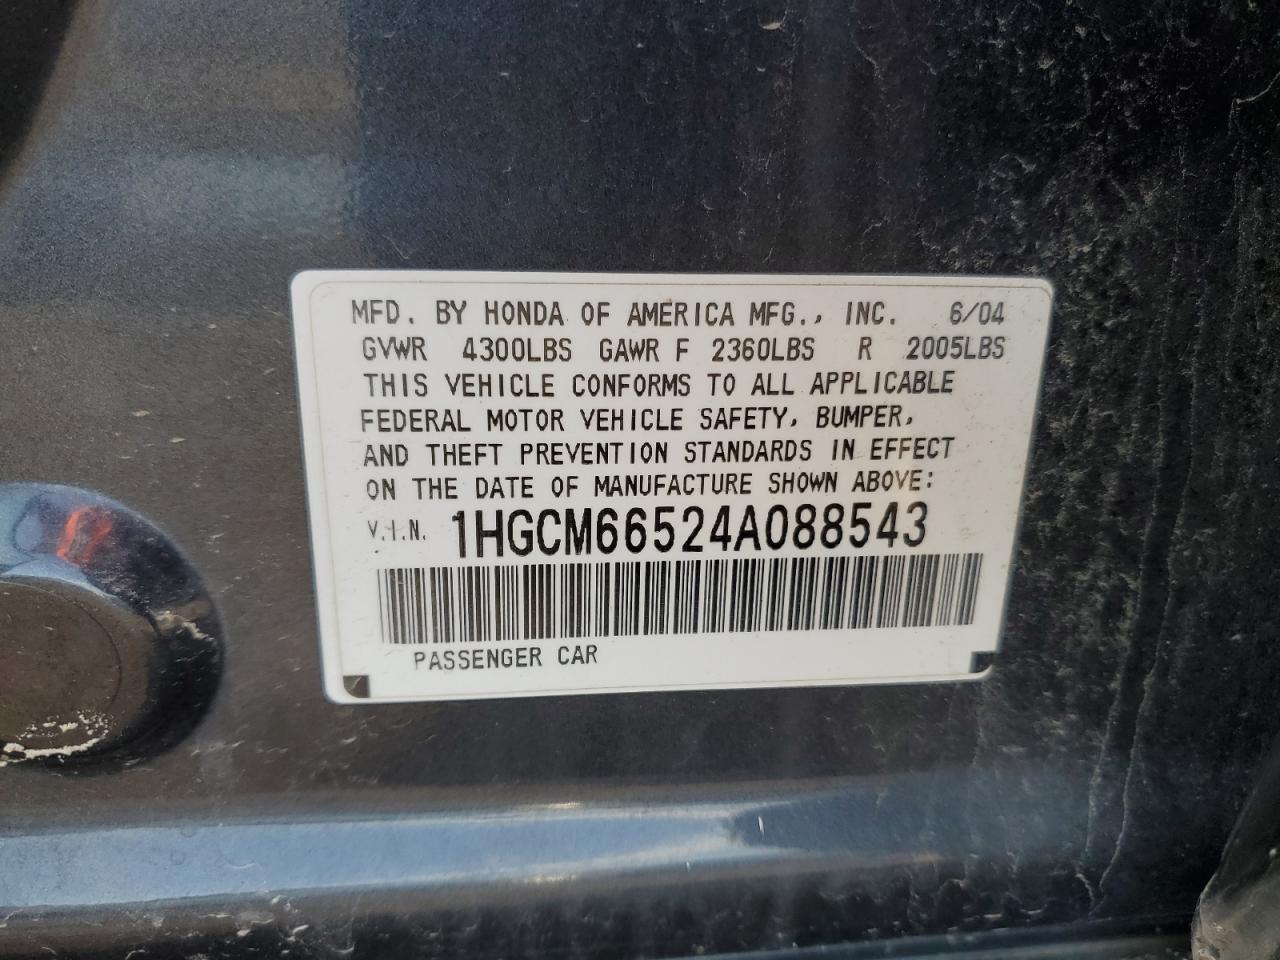 MFD. BY HONDA OF AMERICA MFG., INC. 6/04
GVWR 4300LBS GAWR F 2360LBS R 2005LBS
THIS VEHICLE CONFORMS TO ALL APPLICABLE
FEDERAL MOTOR VEHICLE SAFETY, BUMPER,
AND THEFT PREVENTION STANDARDS IN EFFECT
ON THE DATE OF MANUFACTURE SHOWN ABOVE:
V.I.N. 1HGCM66524A088543
PASSENGER CAR